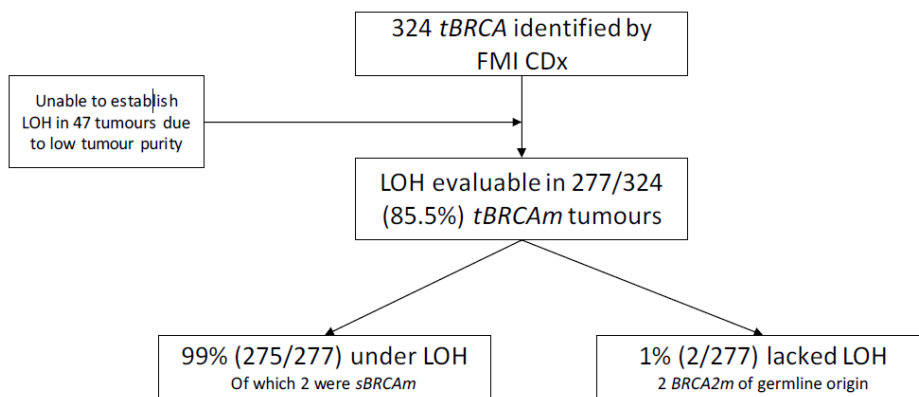 324 tBRCA identified by
FMI CDx
Unable to establish
LOH in 47 tumours due
to low tumour purity
LOH evaluable in 277/324
(85.5%) tBRCAm tumours
99% (275/277) under LOH
Of which 2 were sBRCAm
1% (2/277) lacked LOH
2 BRCA2m of germline origin